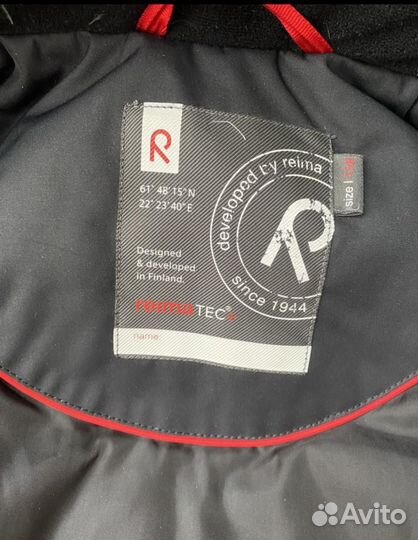 R
61° 48' 15" N
22° 23' 40" E
Designed
& developed
in Finland.
reimaTEC®+
name:
developed by reima
R
since 1944
size |
Avito